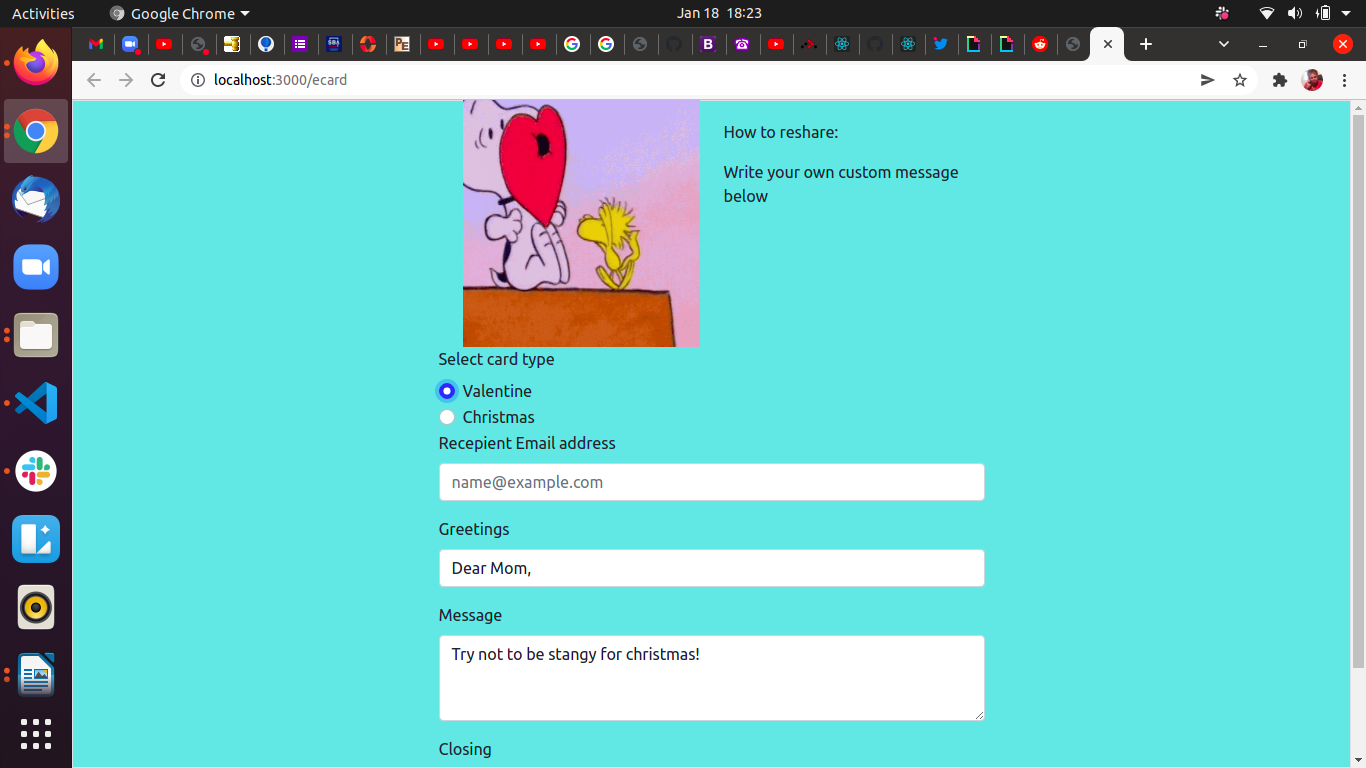 Activities
Google Chrome
Jan 18 18:23
localhost:3000/ecard
How to reshare:
Write your own custom message
below
Select card type
Valentine
Christmas
Recepient Email address
name@example.com
Greetings
Dear Mom,
Message
Try not to be stangy for christmas!
Closing